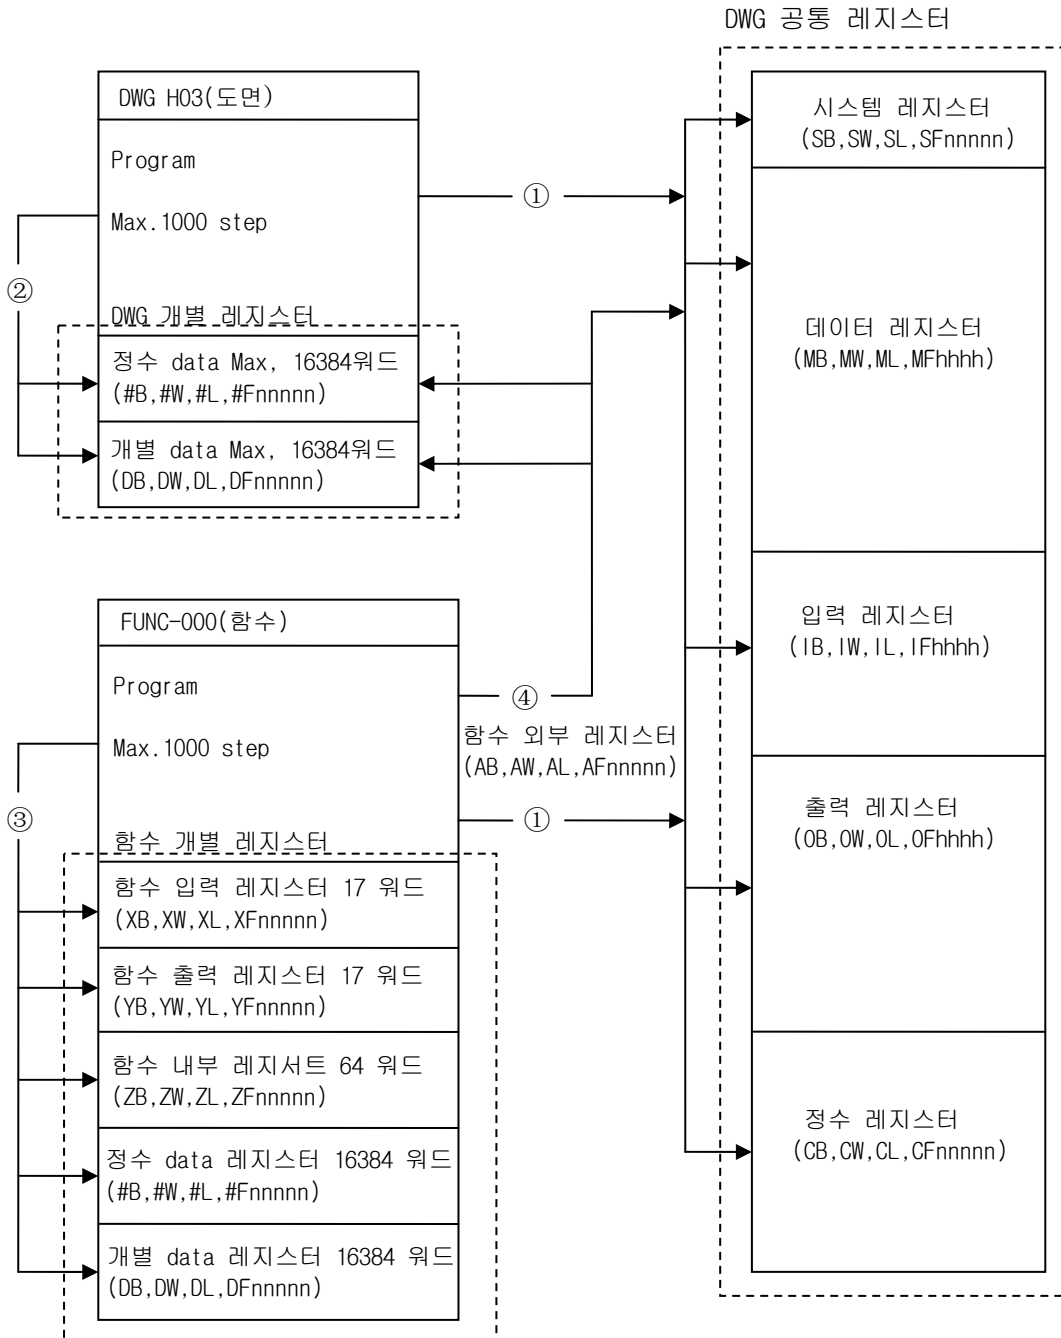 DWG 공통 레지스터
DWG H03(도면)
Program
Max.1000 step
①
②
DWG 개별 레지스터
정수 data Max, 16384워드
(#B,#W,#L,#Fnnnnn)
개별 data Max, 16384워드
(DB,DW,DL,DFnnnnn)
시스템 레지스터
(SB,SW,SL,SFnnnnn)
데이터 레지스터
(MB,MW,ML,MFhhhh)
입력 레지스터
(IB,IW,IL,IFhhhh)
출력 레지스터
(OB,OW,OL,OFhhhh)
정수 레지스터
(CB,CW,CL,CFnnnnn)
FUNC-000(함수)
Program
Max.1000 step
④
함수 외부 레지스터
(AB,AW,AL,AFnnnnn)
①
③
함수 개별 레지스터
함수 입력 레지스터 17 워드
(XB,XW,XL,XFnnnnn)
함수 출력 레지스터 17 워드
(YB,YW,YL,YFnnnnn)
함수 내부 레지서트 64 워드
(ZB,ZW,ZL,ZFnnnnn)
정수 data 레지스터 16384 워드
(#B,#W,#L,#Fnnnnn)
개별 data 레지스터 16384 워드
(DB,DW,DL,DFnnnnn)